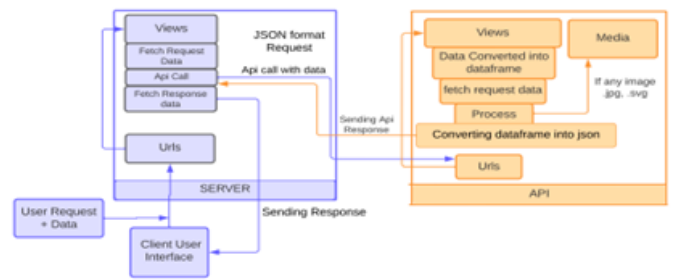 Views
Fetch Request
Data
Api Call
Fetch Response
data
Urls
SERVER
JSON format
Request
Api call with data
Sending Api
Response
Sending Response
User Request
+ Data
Client User
Interface
Views
Data Converted into
dataframe
fetch request data
Process
Converting dataframe into json
Urls
API
Media
If any image
.jpg, .svg